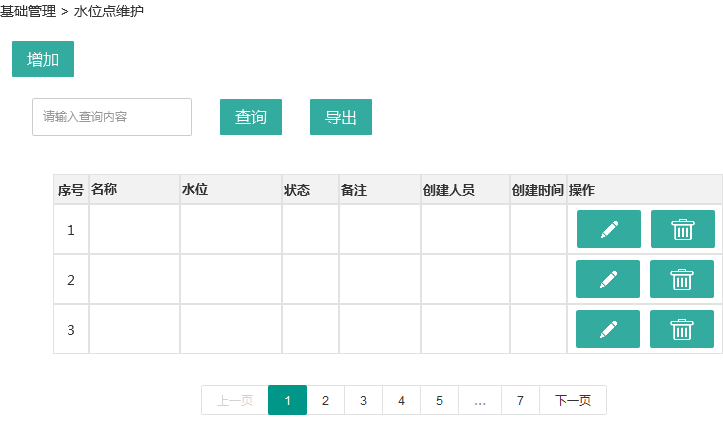 基础管理 > 水位点维护
增加
请输入查询内容 查询 导出
序号 名称 水位 状态 备注 创建人员 创建时间 操作
1
2
3
上一页 1 2 3 4 5 ... 7 下一页